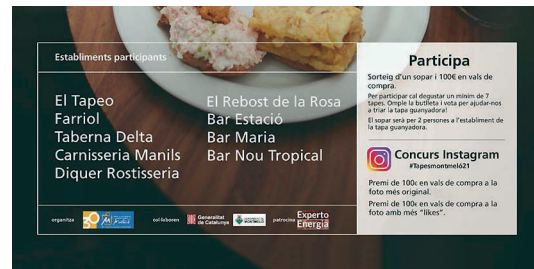 Establiments participants
El Tapeo
Farriol
Taberna Delta
Carnisseria Manils
Diquer Rostisseria
El Rebost de la Rosa
Bar Estació
Bar Maria
Bar Nou Tropical
organitza
30
col·laboren
Generalitat
de Catalunya
patrocina
Experto
Energía
Participa
Sorteig d'un sopar i 100€ en vals de
compra.
Per participar cal degustar un mínim de 7
tapes. Omple la butlleta i vota per ajudar-nos
a triar la tapa guanyadora!
El sopar serà per 2 persones a l'establiment de
la tapa guanyadora.
Concurs Instagram
#Tapesmontmeló21
Premi de 100€ en vals de compra a la
foto més original.
Premi de 100€ en vals de compra a la
foto amb més "likes".